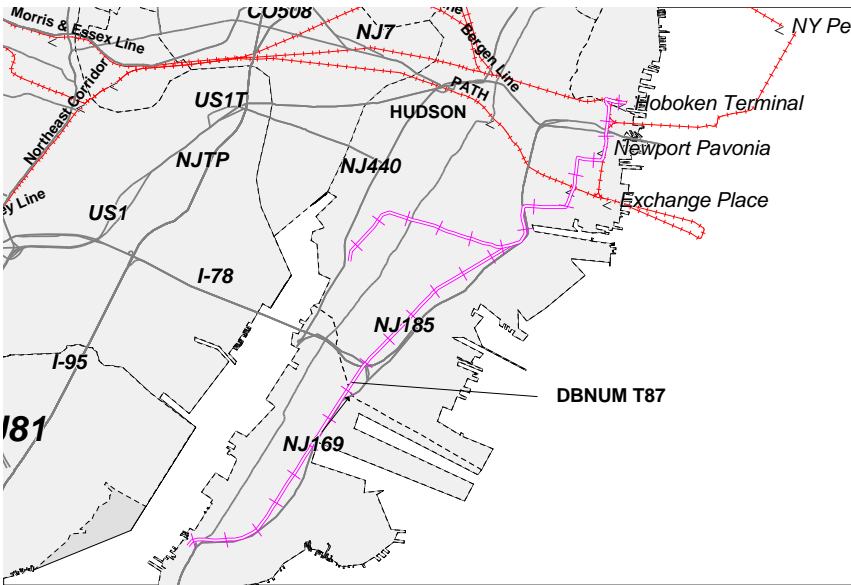 CO508
Morris & Essex Line
NJ7
Bergen Line
NY Pe
Northeast Corridor
US1T
PATH
HUDSON
Hoboken Terminal
NJTP
NJ440
Newport Pavonia
ey Line
US1
Exchange Place
I-78
NJ185
I-95
DBNUM T87
J81
NJ169